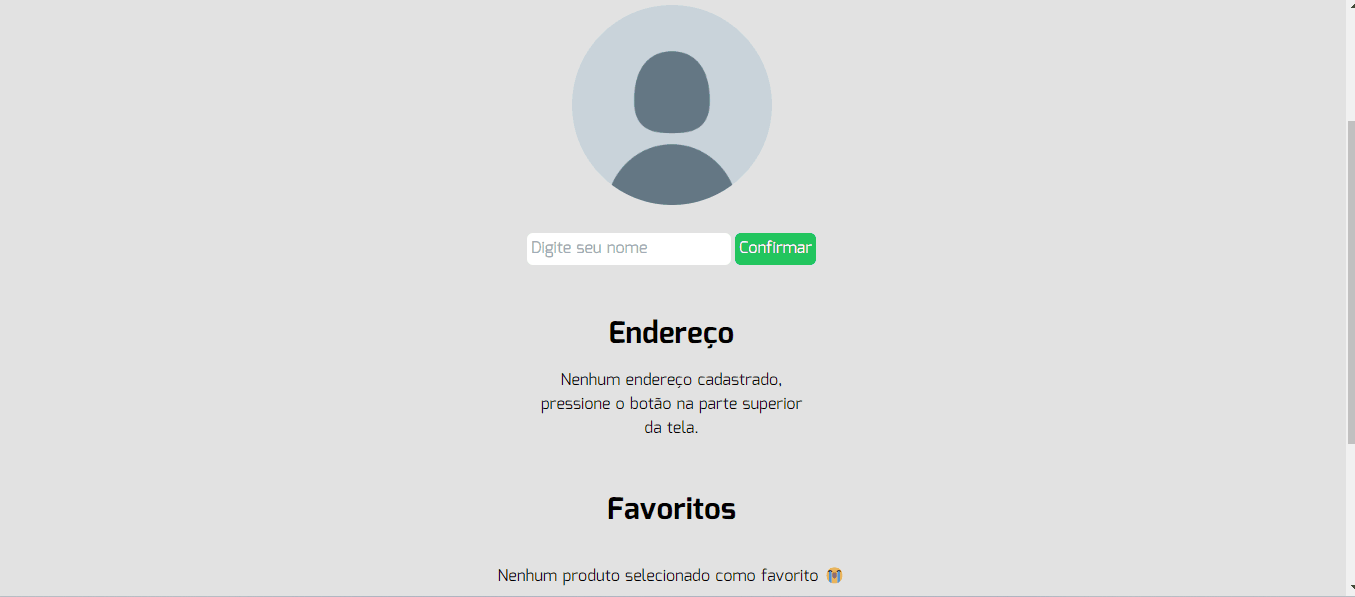 Digite seu nome Confirmar
Endereço
Nenhum endereço cadastrado,
pressione o botão na parte superior
da tela.
Favoritos
Nenhum produto selecionado como favorito 😭